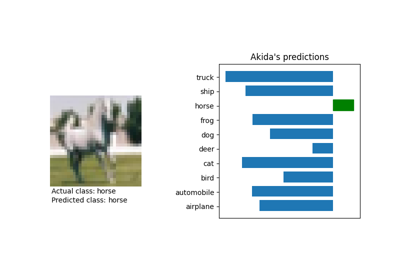 Akida's predictions
truck
ship
horse
frog
dog
deer
cat
bird
automobile
airplane
Actual class: horse
Predicted class: horse